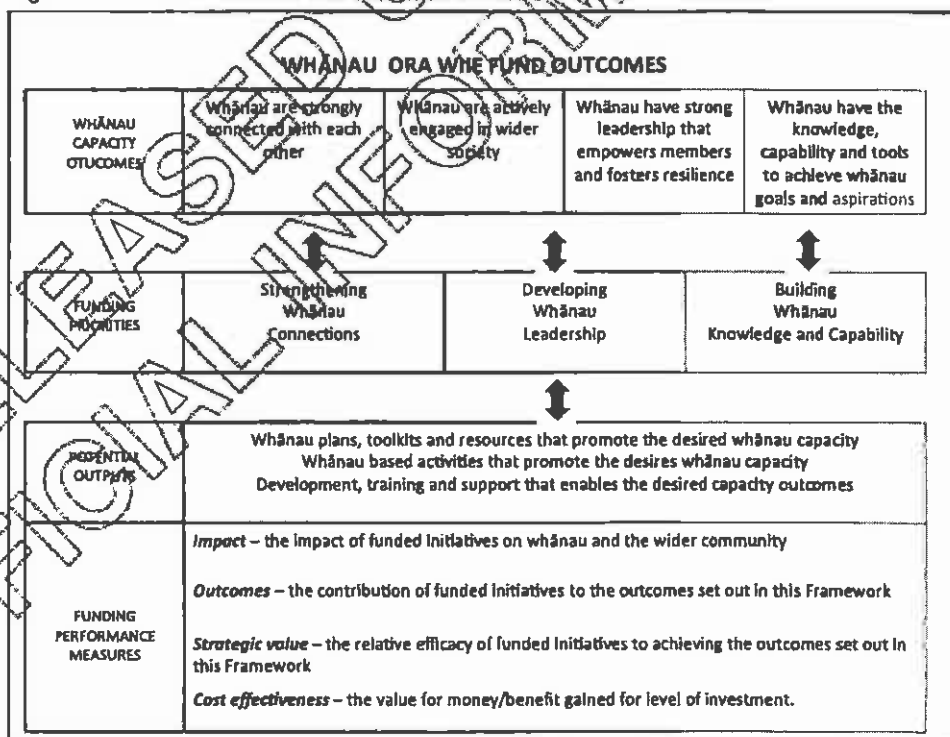 WHĀNAU ORA WIIE FUND OUTCOMES
WHĀNAU
CAPACITY
OTUCOMES
Whānau are strongly
connected with each
other
Whānau are actively
engaged in wider
society
Whānau have strong
leadership that
empowers members
and fosters resilience
Whānau have the
knowledge,
capability and tools
to achieve whānau
goals and aspirations
FUNDING
PRIORITIES
Strengthening
Whānau
Connections
Developing
Whānau
Leadership
Building
Whānau
Knowledge and Capability
POTENTIAL
OUTPUTS
Whānau plans, toolkits and resources that promote the desired whānau capacity
Whānau based activities that promote the desires whānau capacity
Development, training and support that enables the desired capacity outcomes
FUNDING
PERFORMANCE
MEASURES
Impact – the impact of funded initiatives on whānau and the wider community
Outcomes – the contribution of funded initiatives to the outcomes set out in this Framework
Strategic value – the relative efficacy of funded initiatives to achieving the outcomes set out in
this Framework
Cost effectiveness – the value for money/benefit gained for level of investment.